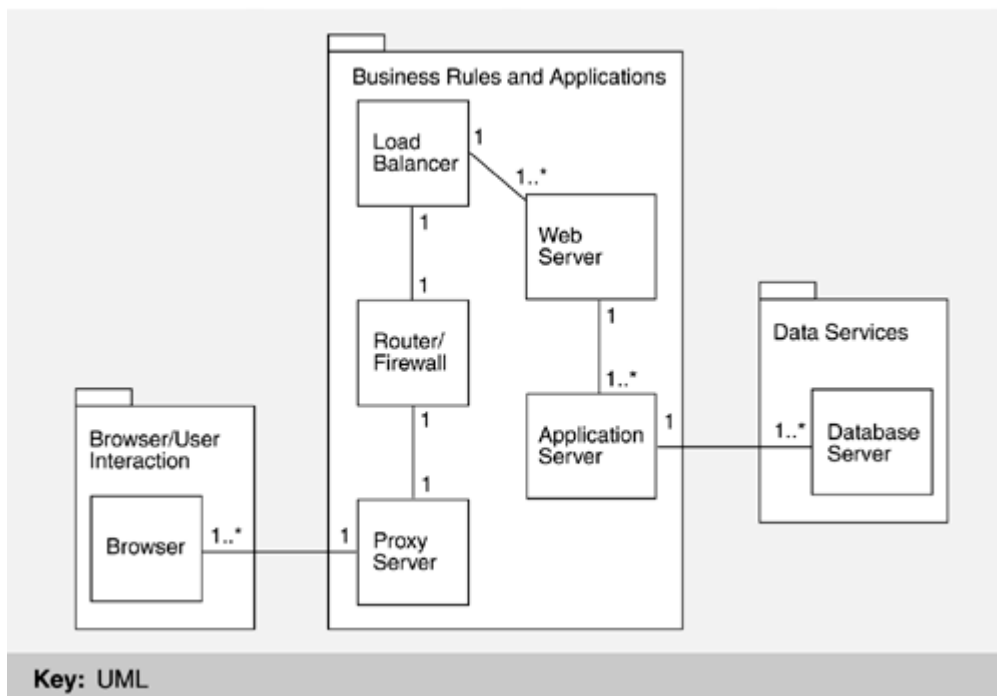 Business Rules and Applications
Load
Balancer
1
1..*
Web
Server
1
1
Router/
Firewall
1
1..*
Application
Server
1
1
1
Proxy
Server
1
Browser/User
Interaction
Browser
1..*
Data Services
1..*
Database
Server
Key: UML